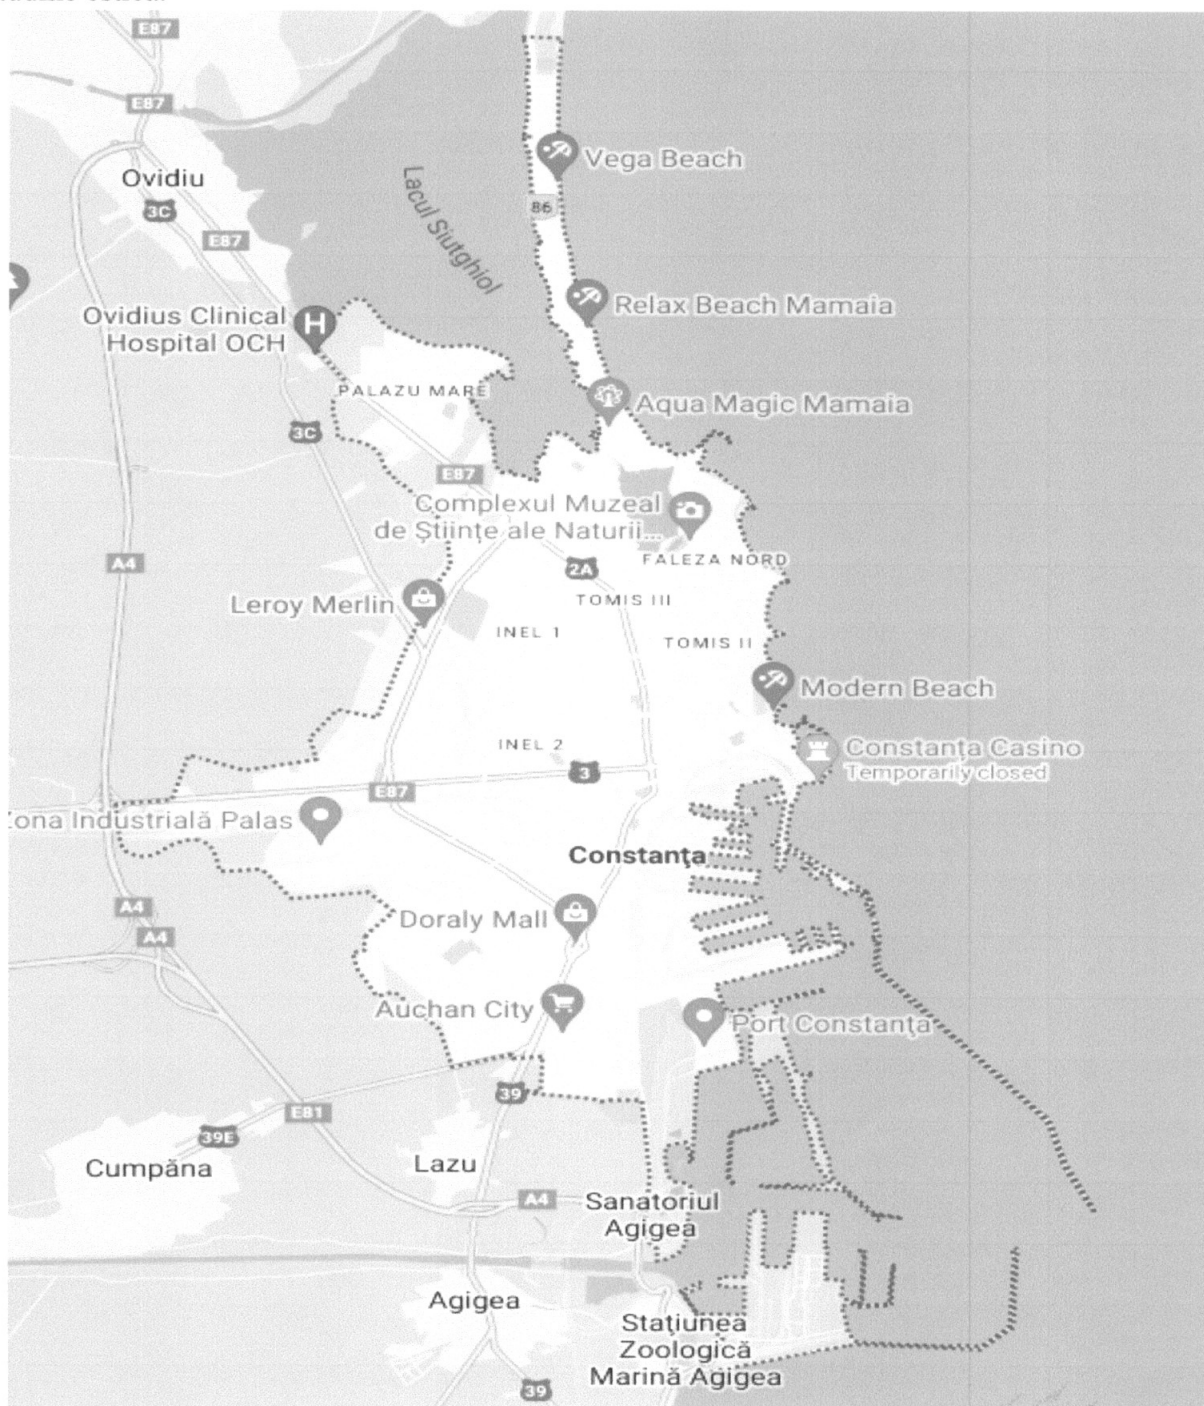 E87
E87
Ovidiu
3C
E87
Lacul Siutghiol
Vega Beach
86
Ovidius Clinical
Hospital OCH
H
Relax Beach Mamaia
PALAZU MARE
Aqua Magic Mamaia
3C
E87
Complexul Muzeal
de Științe ale Naturii...
A4
2A
FALEZA NORD
Leroy Merlin
TOMIS III
INEL 1
TOMIS II
Modern Beach
INEL 2
Constanța Casino
Temporarily closed
3
E87
Zona Industrială Palas
Constanţa
A4
Doraly Mall
A4
Auchan City
Port Constanţa
39
E81
39E
Cumpăna
Lazu
A4
Sanatoriul
Agigea
Agigea
Staţiunea
Zoologică
Marină Agigea
39